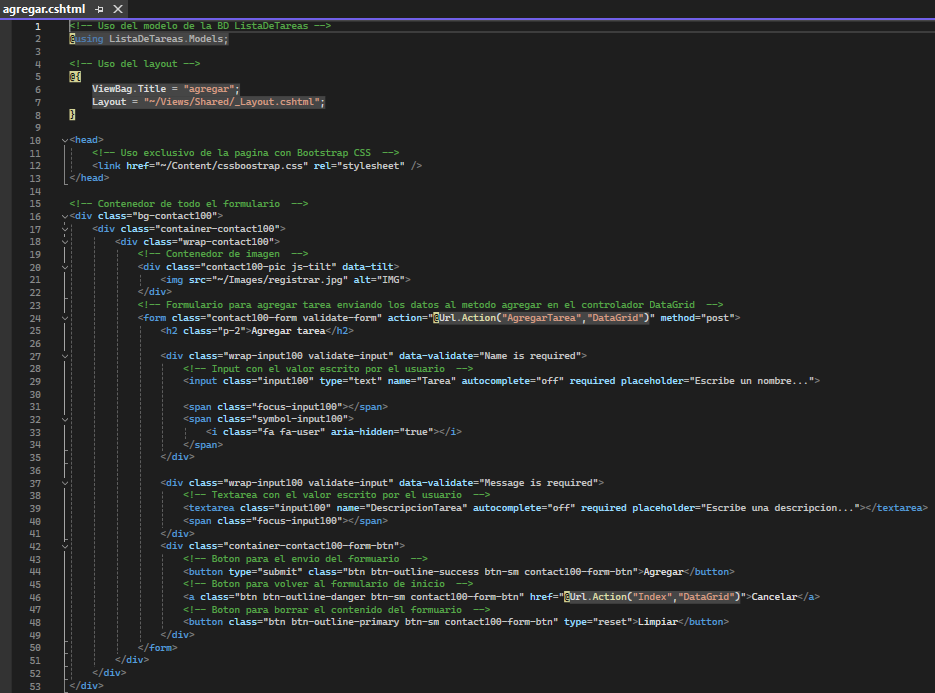 agregar.cshtml
1 <!-- Uso del modelo de la BD ListaDeTareas -->
2 @using ListaDeTareas.Models;
3
4 <!-- Uso del layout -->
5 @{
6 ViewBag.Title = "agregar";
7 Layout = "~/Views/Shared/_Layout.cshtml";
8 }
9
10 <head>
11 <!-- Uso exclusivo de la pagina con Bootstrap CSS -->
12 <link href="~/Content/cssboostrap.css" rel="stylesheet" />
13 </head>
14
15 <!-- Contenedor de todo el formulario -->
16 <div class="bg-contact100">
17 <div class="container-contact100">
18 <div class="wrap-contact100">
19 <!-- Contenedor de imagen -->
20 <div class="contact100-pic js-tilt" data-tilt>
21 <img src="~/Images/registrar.jpg" alt="IMG">
22 </div>
23 <!-- Formulario para agregar tarea enviando los datos al metodo agregar en el controlador DataGrid -->
24 <form class="contact100-form validate-form" action="@Url.Action("AgregarTarea","DataGrid")" method="post">
25 <h2 class="p-2">Agregar tarea</h2>
26
27 <div class="wrap-input100 validate-input" data-validate="Name is required">
28 <!-- Input con el valor escrito por el usuario -->
29 <input class="input100" type="text" name="Tarea" autocomplete="off" required placeholder="Escribe un nombre...">
30
31 <span class="focus-input100"></span>
32 <span class="symbol-input100">
33 <i class="fa fa-user" aria-hidden="true"></i>
34 </span>
35 </div>
36
37 <div class="wrap-input100 validate-input" data-validate="Message is required">
38 <!-- Textarea con el valor escrito por el usuario -->
39 <textarea class="input100" name="DescripcionTarea" autocomplete="off" required placeholder="Escribe una descripcion..."></textarea>
40 <span class="focus-input100"></span>
41 </div>
42 <div class="container-contact100-form-btn">
43 <!-- Boton para el envio del formuario -->
44 <button type="submit" class="btn btn-outline-success btn-sm contact100-form-btn">Agregar</button>
45 <!-- Boton para volver al formulario de inicio -->
46 <a class="btn btn-outline-danger btn-sm contact100-form-btn" href="@Url.Action("Index","DataGrid")">Cancelar</a>
47 <!-- Boton para borrar el contenido del formuario -->
48 <button class="btn btn-outline-primary btn-sm contact100-form-btn" type="reset">Limpiar</button>
49 </div>
50 </form>
51 </div>
52 </div>
53 </div>